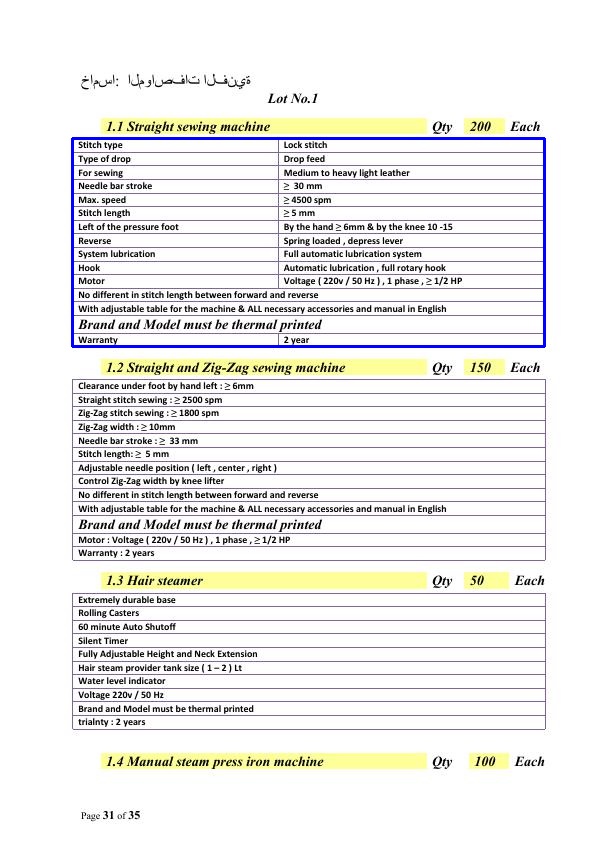 خامسا: المواصفات الفنية
Lot No.1
1.1 Straight sewing machine Qty 200 Each
Stitch type Lock stitch
Type of drop Drop feed
For sewing Medium to heavy light leather
Needle bar stroke ≥ 30 mm
Max. speed ≥ 4500 spm
Stitch length ≥ 5 mm
Left of the pressure foot By the hand ≥ 6mm & by the knee 10 -15
Reverse Spring loaded , depress lever
System lubrication Full automatic lubrication system
Hook Automatic lubrication , full rotary hook
Motor Voltage ( 220v / 50 Hz ) , 1 phase , ≥ 1/2 HP
No different in stitch length between forward and reverse
With adjustable table for the machine & ALL necessary accessories and manual in English
Brand and Model must be thermal printed
Warranty 2 year
1.2 Straight and Zig-Zag sewing machine Qty 150 Each
Clearance under foot by hand left : ≥ 6mm
Straight stitch sewing : ≥ 2500 spm
Zig-Zag stitch sewing : ≥ 1800 spm
Zig-Zag width : ≥ 10mm
Needle bar stroke : ≥ 33 mm
Stitch length: ≥ 5 mm
Adjustable needle position ( left , center , right )
Control Zig-Zag width by knee lifter
No different in stitch length between forward and reverse
With adjustable table for the machine & ALL necessary accessories and manual in English
Brand and Model must be thermal printed
Motor : Voltage ( 220v / 50 Hz ) , 1 phase , ≥ 1/2 HP
Warranty : 2 years
1.3 Hair steamer Qty 50 Each
Extremely durable base
Rolling Casters
60 minute Auto Shutoff
Silent Timer
Fully Adjustable Height and Neck Extension
Hair steam provider tank size ( 1 – 2 ) Lt
Water level indicator
Voltage 220v / 50 Hz
Brand and Model must be thermal printed
trialnty : 2 years
1.4 Manual steam press iron machine Qty 100 Each
Page 31 of 35